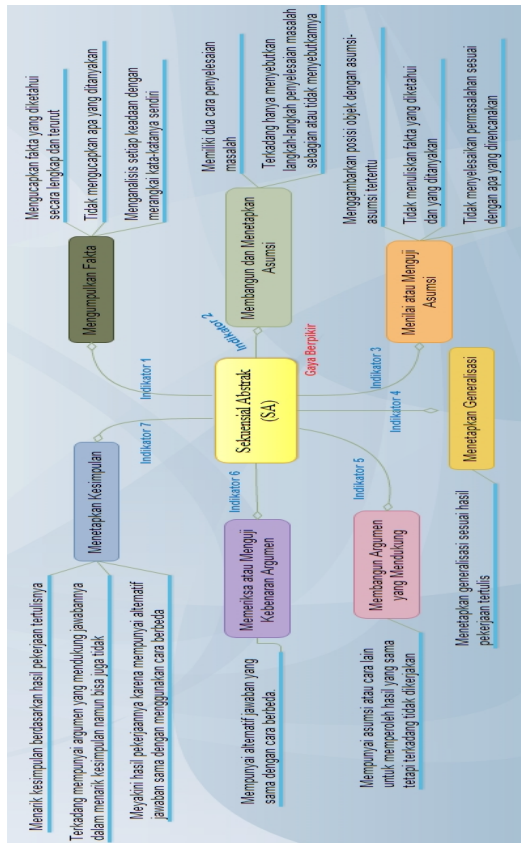 Sekuensial Abstrak
(SA)
Gaya Berpikir
Indikator 1
Mengumpulkan Fakta
Mengucapkan fakta yang diketahui
secara lengkap dan terurut
Tidak mengucapkan apa yang ditanyakan
Menganalisis setiap keadaan dengan
merangkai kata-katanya sendiri
Indikator 2
Membangun dan Menetapkan
Asumsi
Memiliki dua cara penyelesaian
masalah
Terkadang hanya menyebutkan
langkah-langkah penyelesaian masalah
sebagian atau tidak menyebutkannya
Indikator 3
Menilai atau Menguji
Asumsi
Menggambarkan posisi objek dengan asumsi-
asumsi tertentu
Tidak menuliskan fakta yang diketahui
dan yang ditanyakan
Tidak menyelesaikan permasalahan sesuai
dengan apa yang direncanakan
Indikator 4
Menetapkan Generalisasi
Menetapkan generalisasi sesuai hasil
pekerjaan tertulis
Indikator 5
Membangun Argumen
yang Mendukung
Mempunyai asumsi atau cara lain
untuk memperoleh hasil yang sama
tetapi terkadang tidak dikerjakan
Indikator 6
Memeriksa atau Menguji
Kebenaran Argumen
Mempunyai alternatif jawaban yang
sama dengan cara berbeda.
Indikator 7
Menetapkan Kesimpulan
Menarik kesimpulan berdasarkan hasil pekerjaan tertulisnya
Terkadang mempunyai argumen yang mendukung jawabannya
dalam menarik kesimpulan namun bisa juga tidak
Meyakini hasil pekerjannya karena mempunyai alternatif
jawaban sama dengan menggunakan cara berbeda